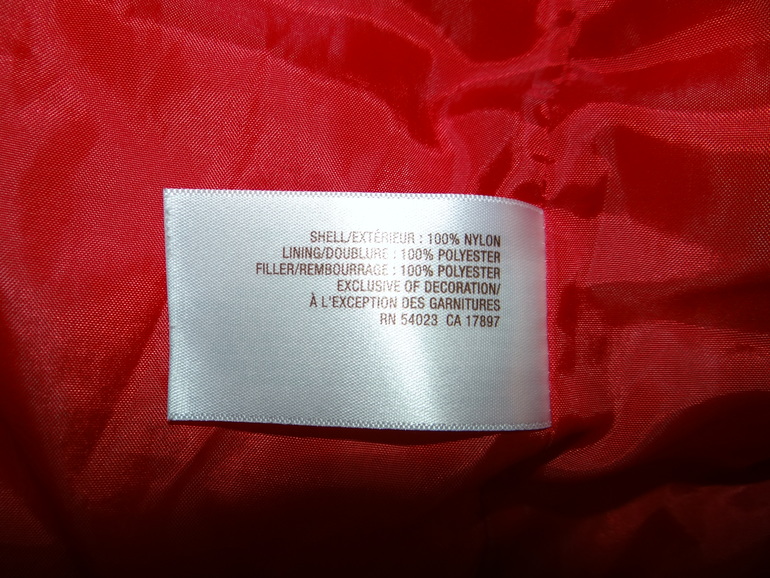 SHELL/EXTÉRIEUR : 100% NYLON
LINING/DOUBLURE : 100% POLYESTER
FILLER/REMBOURRAGE : 100% POLYESTER
EXCLUSIVE OF DECORATION/
À L'EXCEPTION DES GARNITURES
RN 54023 CA 17897